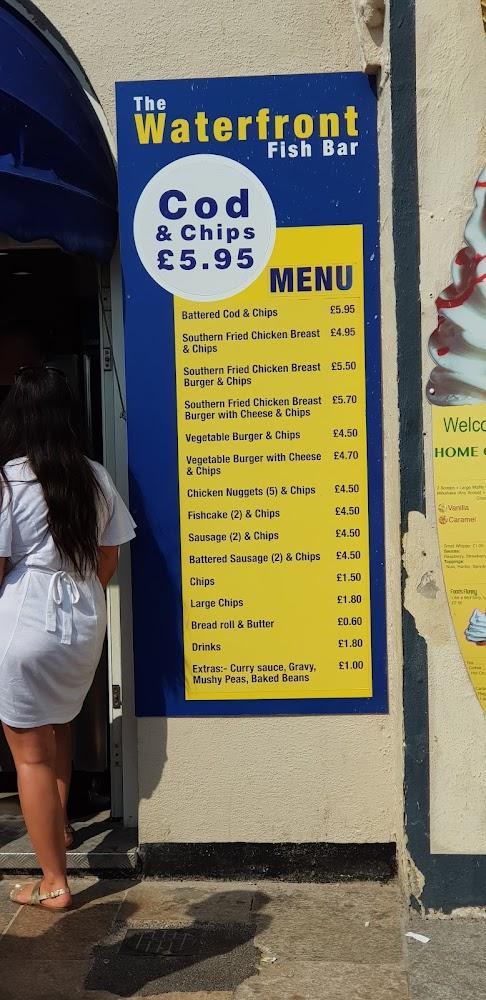 The
Waterfront
Fish Bar
Cod
& Chips
£5.95
MENU
Battered Cod & Chips £5.95
Southern Fried Chicken Breast £4.95
& Chips
Southern Fried Chicken Breast £5.50
Burger & Chips
Southern Fried Chicken Breast £5.70
Burger with Cheese & Chips
Vegetable Burger & Chips £4.50
Vegetable Burger with Cheese £4.70
& Chips
Chicken Nuggets (5) & Chips £4.50
Fishcake (2) & Chips £4.50
Sausage (2) & Chips £4.50
Battered Sausage (2) & Chips £4.50
Chips £1.50
Large Chips £1.80
Bread roll & Butter £0.60
Drinks £1.80
Extras:- Curry sauce, Gravy, £1.00
Mushy Peas, Baked Beans
Welco
HOME
Vanilla
Caramel